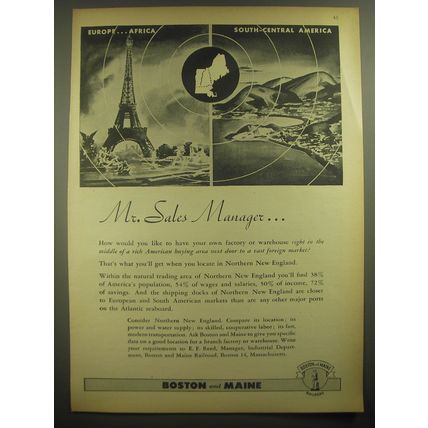 45
EUROPE...AFRICA
SOUTH-CENTRAL AMERICA
Mr. Sales Manager...
How would you like to have your own factory or warehouse right in the
middle of a rich American buying area next door to a vast foreign market?
That's what you'll get when you locate in Northern New England.
Within the natural trading area of Northern New England you'll find 38%
of America's population, 54% of wages and salaries, 50% of income, 72%
of savings. And the shipping docks of Northern New England are closer
to European and South American markets than are any other major ports
on the Atlantic seaboard.
Consider Northern New England. Compare its location; its
power and water supply; its skilled, cooperative labor; its fast,
modern transportation. Ask Boston and Maine to give you specific
data on a good location for a branch factory or warehouse. Write
your requirements to E. F. Reed, Manager, Industrial Depart-
ment, Boston and Maine Railroad, Boston 14, Massachusetts.
BOSTON and MAINE
BOSTON and MAINE
RAILROAD